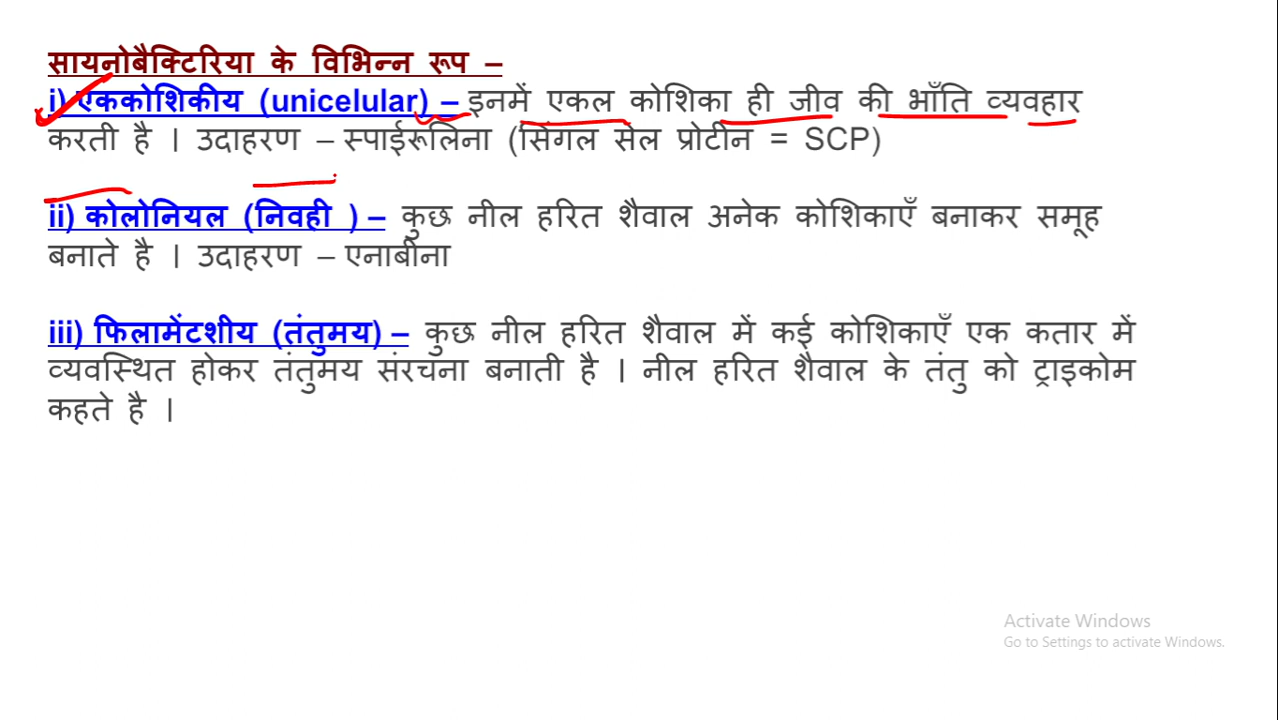 सायनोबैक्टिरिया के विभिन्न रूप –
i) एककोशिकीय (unicelular) – इनमें एकल कोशिका ही जीव की भाँति व्यवहार
करती है । उदाहरण – स्पाईरूलिना (सिंगल सेल प्रोटीन = SCP)
ii) कोलोनियल (निवही ) – कुछ नील हरित शैवाल अनेक कोशिकाएँ बनाकर समूह
बनाते है । उदाहरण – एनाबीना
iii) फिलामेंटशीय (तंतुमय) – कुछ नील हरित शैवाल में कई कोशिकाएँ एक कतार में
व्यवस्थित होकर तंतुमय संरचना बनाती है । नील हरित शैवाल के तंतु को ट्राइकोम
कहते है ।
Activate Windows
Go to Settings to activate Windows.